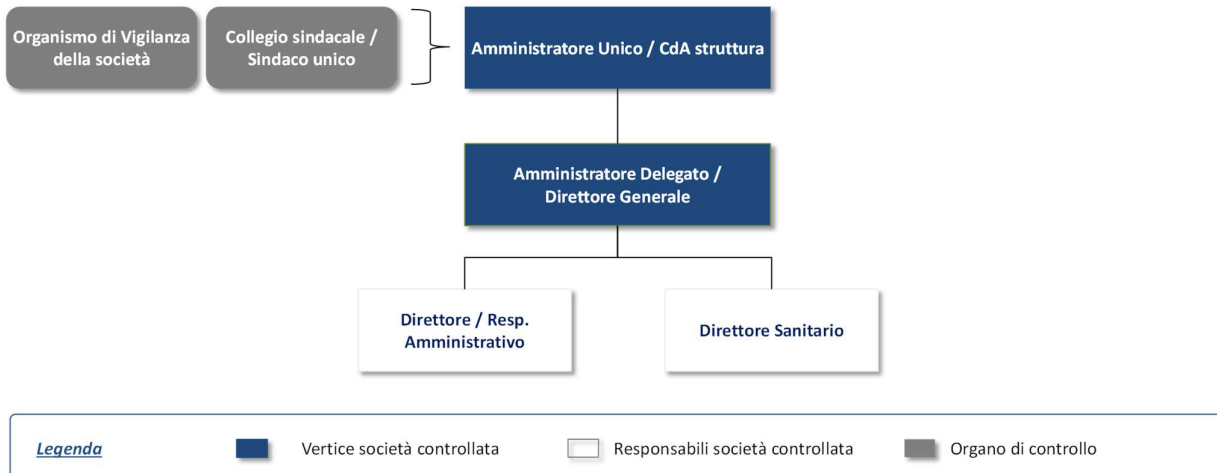 Organismo di Vigilanza
della società
Collegio sindacale /
Sindaco unico
Amministratore Unico / CdA struttura
Amministratore Delegato /
Direttore Generale
Direttore / Resp.
Amministrativo
Direttore Sanitario
Legenda
Vertice società controllata
Responsabili società controllata
Organo di controllo